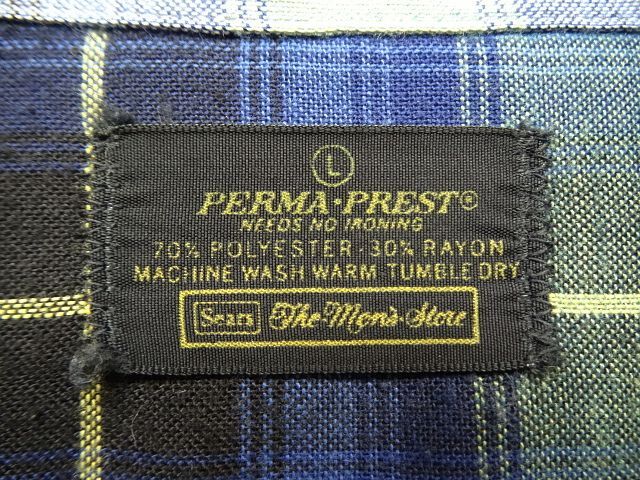 L
PERMA·PREST®
NEEDS NO IRONING
70% POLYESTER·30% RAYON
MACHINE WASH WARM TUMBLE DRY
Sears The Men's Store